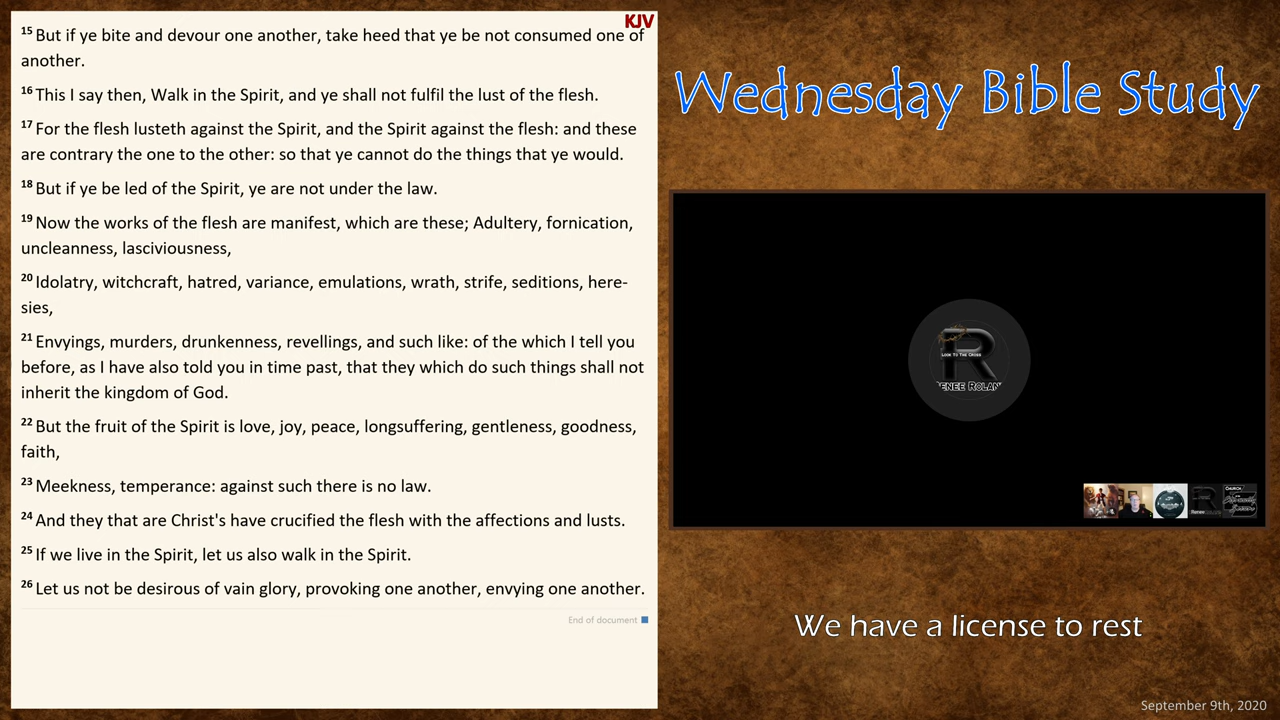 KJV
15 But if ye bite and devour one another, take heed that ye be not consumed one of
another.
16 This I say then, Walk in the Spirit, and ye shall not fulfil the lust of the flesh.
17 For the flesh lusteth against the Spirit, and the Spirit against the flesh: and these
are contrary the one to the other: so that ye cannot do the things that ye would.
18 But if ye be led of the Spirit, ye are not under the law.
19 Now the works of the flesh are manifest, which are these; Adultery, fornication,
uncleanness, lasciviousness,
20 Idolatry, witchcraft, hatred, variance, emulations, wrath, strife, seditions, here-
sies,
21 Envyings, murders, drunkenness, revellings, and such like: of the which I tell you
before, as I have also told you in time past, that they which do such things shall not
inherit the kingdom of God.
22 But the fruit of the Spirit is love, joy, peace, longsuffering, gentleness, goodness,
faith,
23 Meekness, temperance: against such there is no law.
24 And they that are Christ's have crucified the flesh with the affections and lusts.
25 If we live in the Spirit, let us also walk in the Spirit.
26 Let us not be desirous of vain glory, provoking one another, envying one another.
End of document
Wednesday Bible Study
R
LOOK TO THE CROSS
RENEE ROLAN
Renee
CHURCH
We have a license to rest
September 9th, 2020